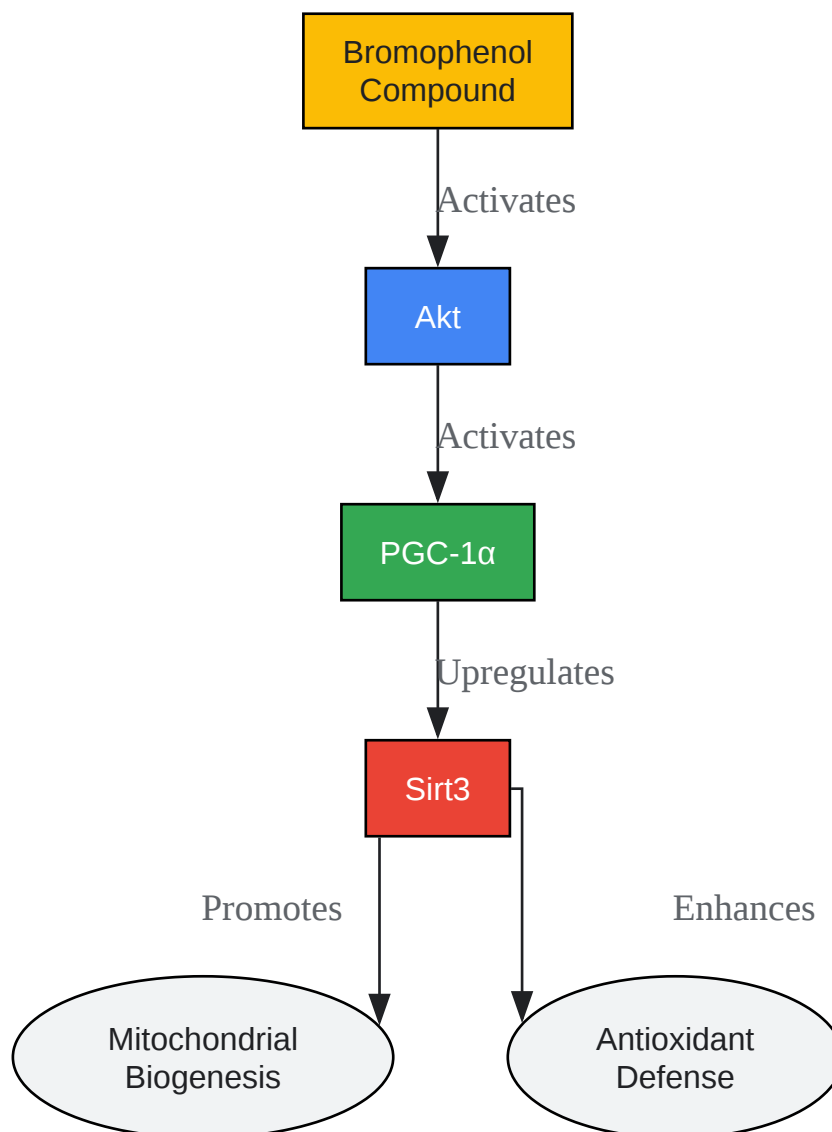 Bromophenol
Compound
Activates
Akt
Activates
PGC-1α
Upregulates
Sirt3
Promotes
Enhances
Mitochondrial
Biogenesis
Antioxidant
Defense